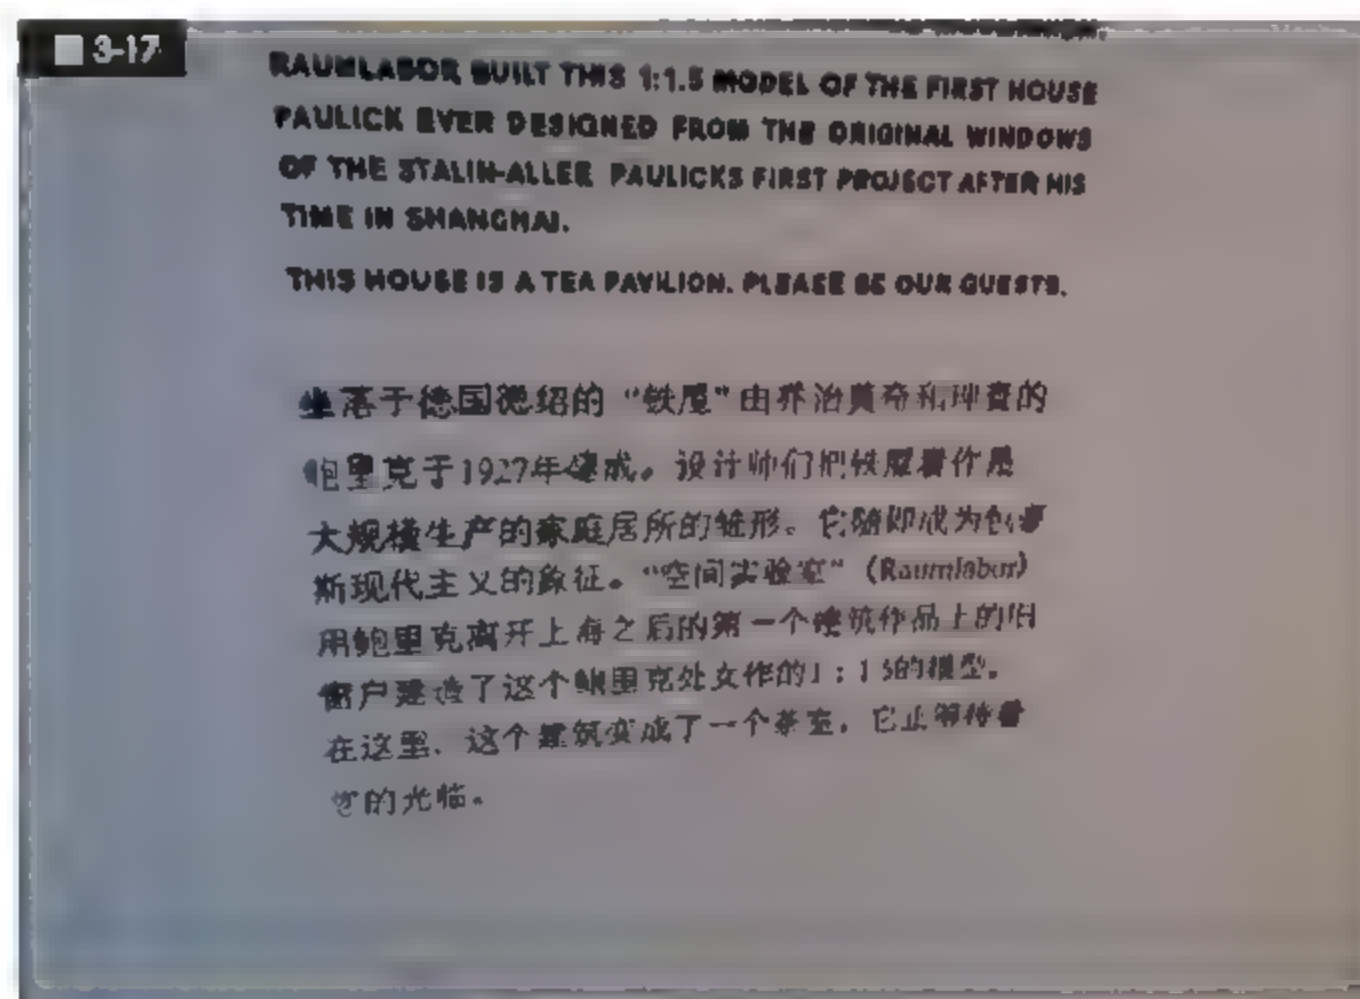 3-17
RAUMLABOR BUILT THIS 1:1.5 MODEL OF THE FIRST HOUSE
PAULICK EVER DESIGNED FROM THE ORIGINAL WINDOWS
OF THE STALIN-ALLEE PAULICKS FIRST PROJECT AFTER HIS
TIME IN SHANGHAI.
THIS HOUSE IS A TEA PAVILION. PLEASE BE OUR GUESTS.
坐落于德国德绍的“铁屋”由乔治莫奇和理查的
鲍里克于1927年建成。设计师们把铁屋看作是
大规模生产的家庭居所的雏形。它随即成为包豪
斯现代主义的象征。“空间实验室”(Raumlabor)
用鲍里克离开上海之后的第一个建筑作品上的旧
窗户建造了这个鲍里克处女作的1:1.5的模型。
在这里,这个建筑变成了一个茶室,它正等待着
您的光临。